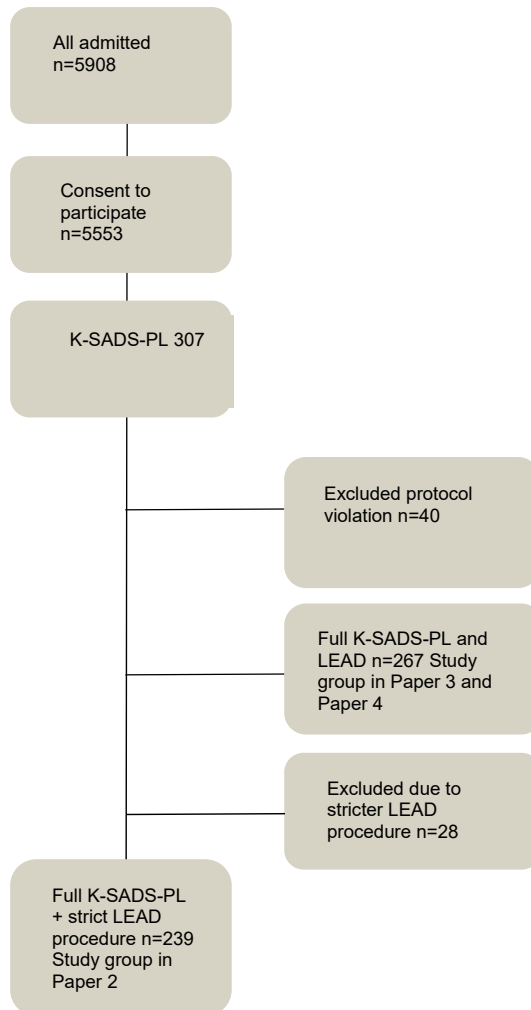 All admitted
n=5908
Consent to
participate
n=5553
K-SADS-PL 307
Excluded protocol
violation n=40
Full K-SADS-PL and
LEAD n=267 Study
group in Paper 3 and
Paper 4
Excluded due to
stricter LEAD
procedure n=28
Full K-SADS-PL
+ strict LEAD
procedure n=239
Study group in
Paper 2